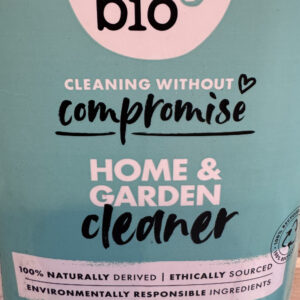 bio
CLEANING WITHOUT
compromise
HOME &
GARDEN
cleaner
100% NATURALLY DERIVED | ETHICALLY SOURCED
ENVIRONMENTALLY RESPONSIBLE INGREDIENTS